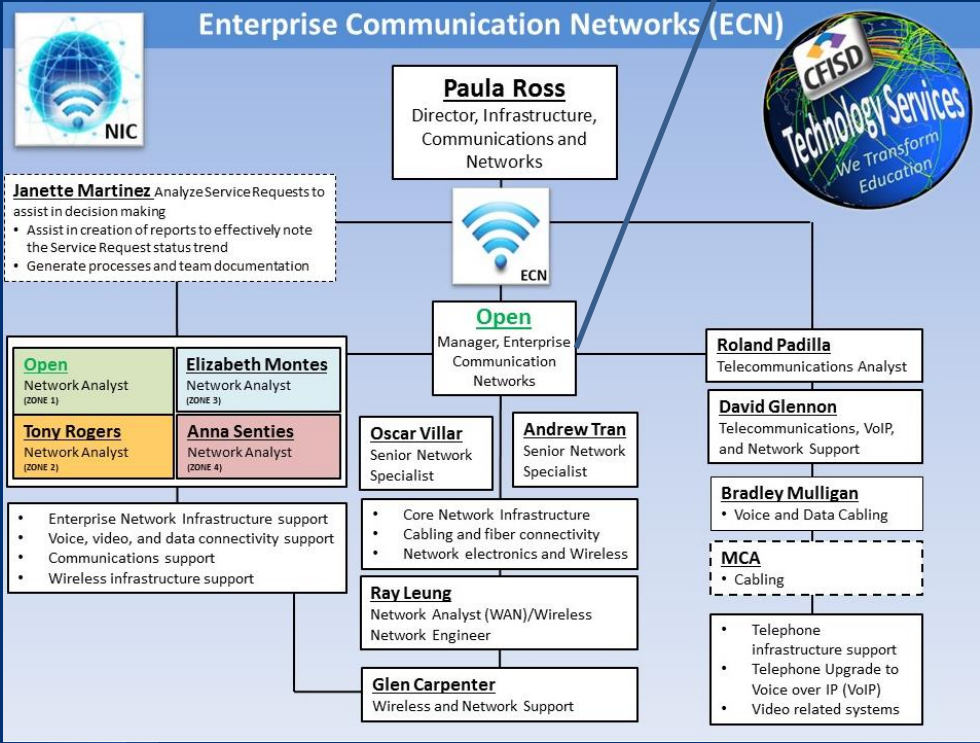 Enterprise Communication Networks (ECN)
NIC
CFISD
Technology Services
We Transform
Education
Paula Ross
Director, Infrastructure,
Communications and
Networks
Janette Martinez Analyze Service Requests to
assist in decision making
• Assist in creation of reports to effectively note
the Service Request status trend
• Generate processes and team documentation
ECN
Open
Manager, Enterprise
Communication
Networks
Open
Network Analyst
(ZONE 1)
Elizabeth Montes
Network Analyst
(ZONE 3)
Tony Rogers
Network Analyst
(ZONE 2)
Anna Senties
Network Analyst
(ZONE 4)
• Enterprise Network Infrastructure support
• Voice, video, and data connectivity support
• Communications support
• Wireless infrastructure support
Oscar Villar
Senior Network
Specialist
Andrew Tran
Senior Network
Specialist
• Core Network Infrastructure
• Cabling and fiber connectivity
• Network electronics and Wireless
Ray Leung
Network Analyst (WAN)/Wireless
Network Engineer
Glen Carpenter
Wireless and Network Support
Roland Padilla
Telecommunications Analyst
David Glennon
Telecommunications, VoIP,
and Network Support
Bradley Mulligan
• Voice and Data Cabling
MCA
• Cabling
• Telephone
infrastructure support
• Telephone Upgrade to
Voice over IP (VoIP)
• Video related systems